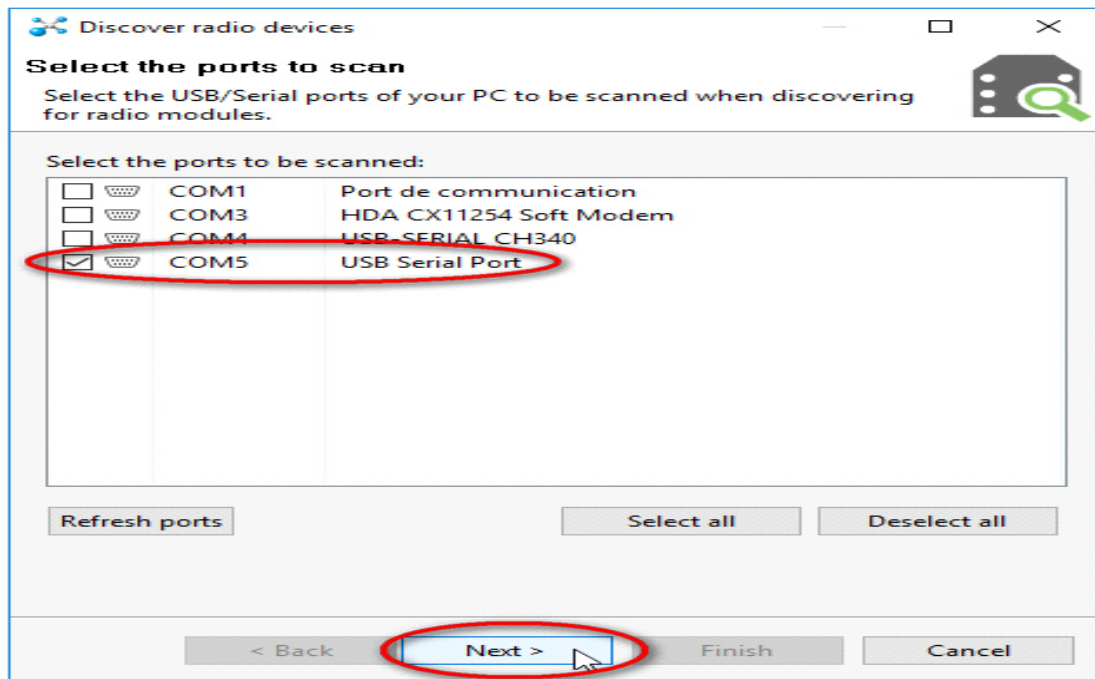 Discover radio devices
Select the ports to scan
Select the USB/Serial ports of your PC to be scanned when discovering
for radio modules.
Select the ports to be scanned:
COM1 Port de communication
COM3 HDA CX11254 Soft Modem
COM4 USB-SERIAL CH340
COM5 USB Serial Port
Refresh ports Select all Deselect all
< Back Next > Finish Cancel